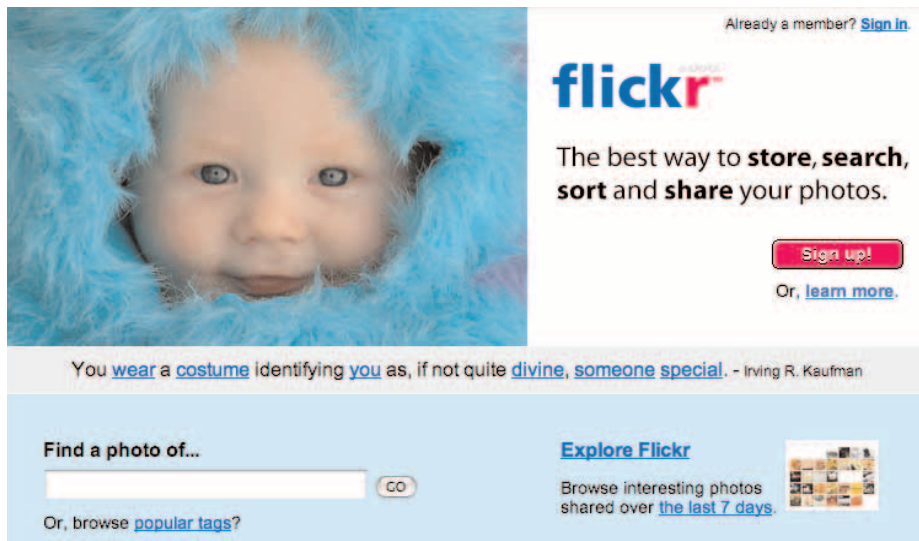 Already a member? Sign in.
flickr
The best way to store, search,
sort and share your photos.
Sign up!
Or, learn more.
You wear a costume identifying you as, if not quite divine, someone special. - Irving R. Kaufman
Find a photo of...
GO
Or, browse popular tags?
Explore Flickr
Browse interesting photos
shared over the last 7 days.